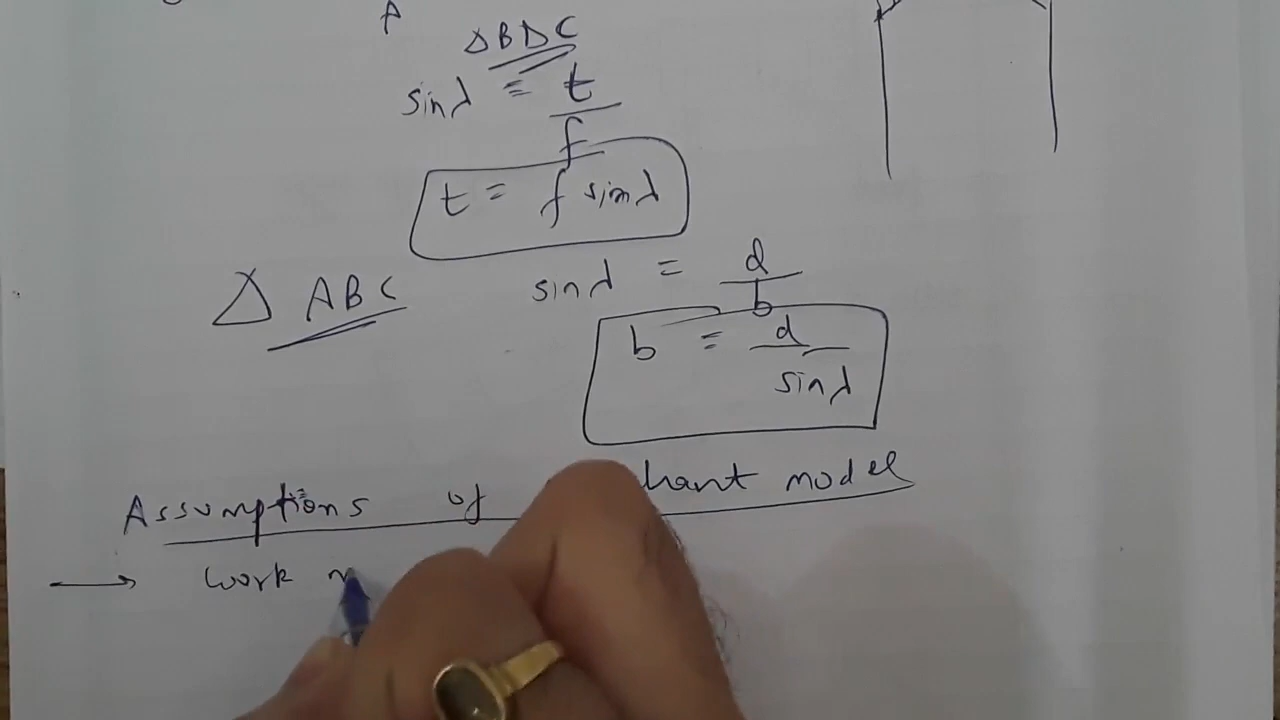 A
ΔBDC
sinλ = t/f
t = f sinλ
sinλ = d/b
Δ ABC
b = d/sinλ
Assumptions of hant model
→ work